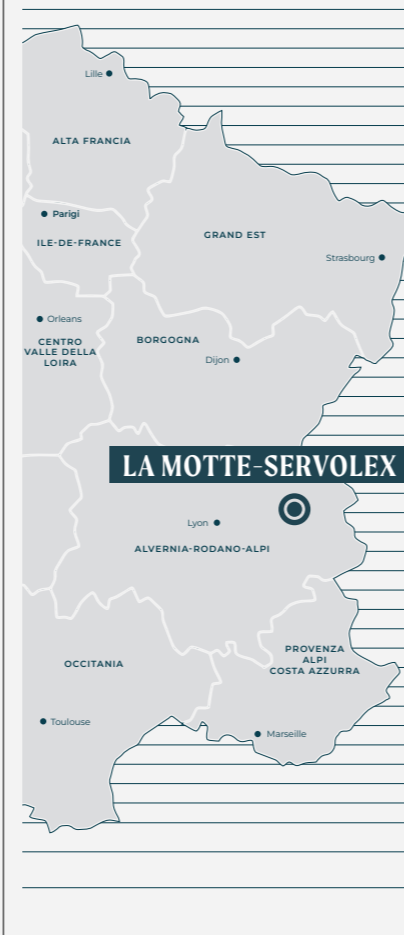 Lille
ALTA FRANCIA
Parigi
ILE-DE-FRANCE
GRAND EST
Strasbourg
Orleans
CENTRO
VALLE DELLA
LOIRA
BORGOGNA
Dijon
LA MOTTE-SERVOLEX
Lyon
ALVERNIA-RODANO-ALPI
PROVENZA
ALPI
COSTA AZZURRA
OCCITANIA
Toulouse
Marseille